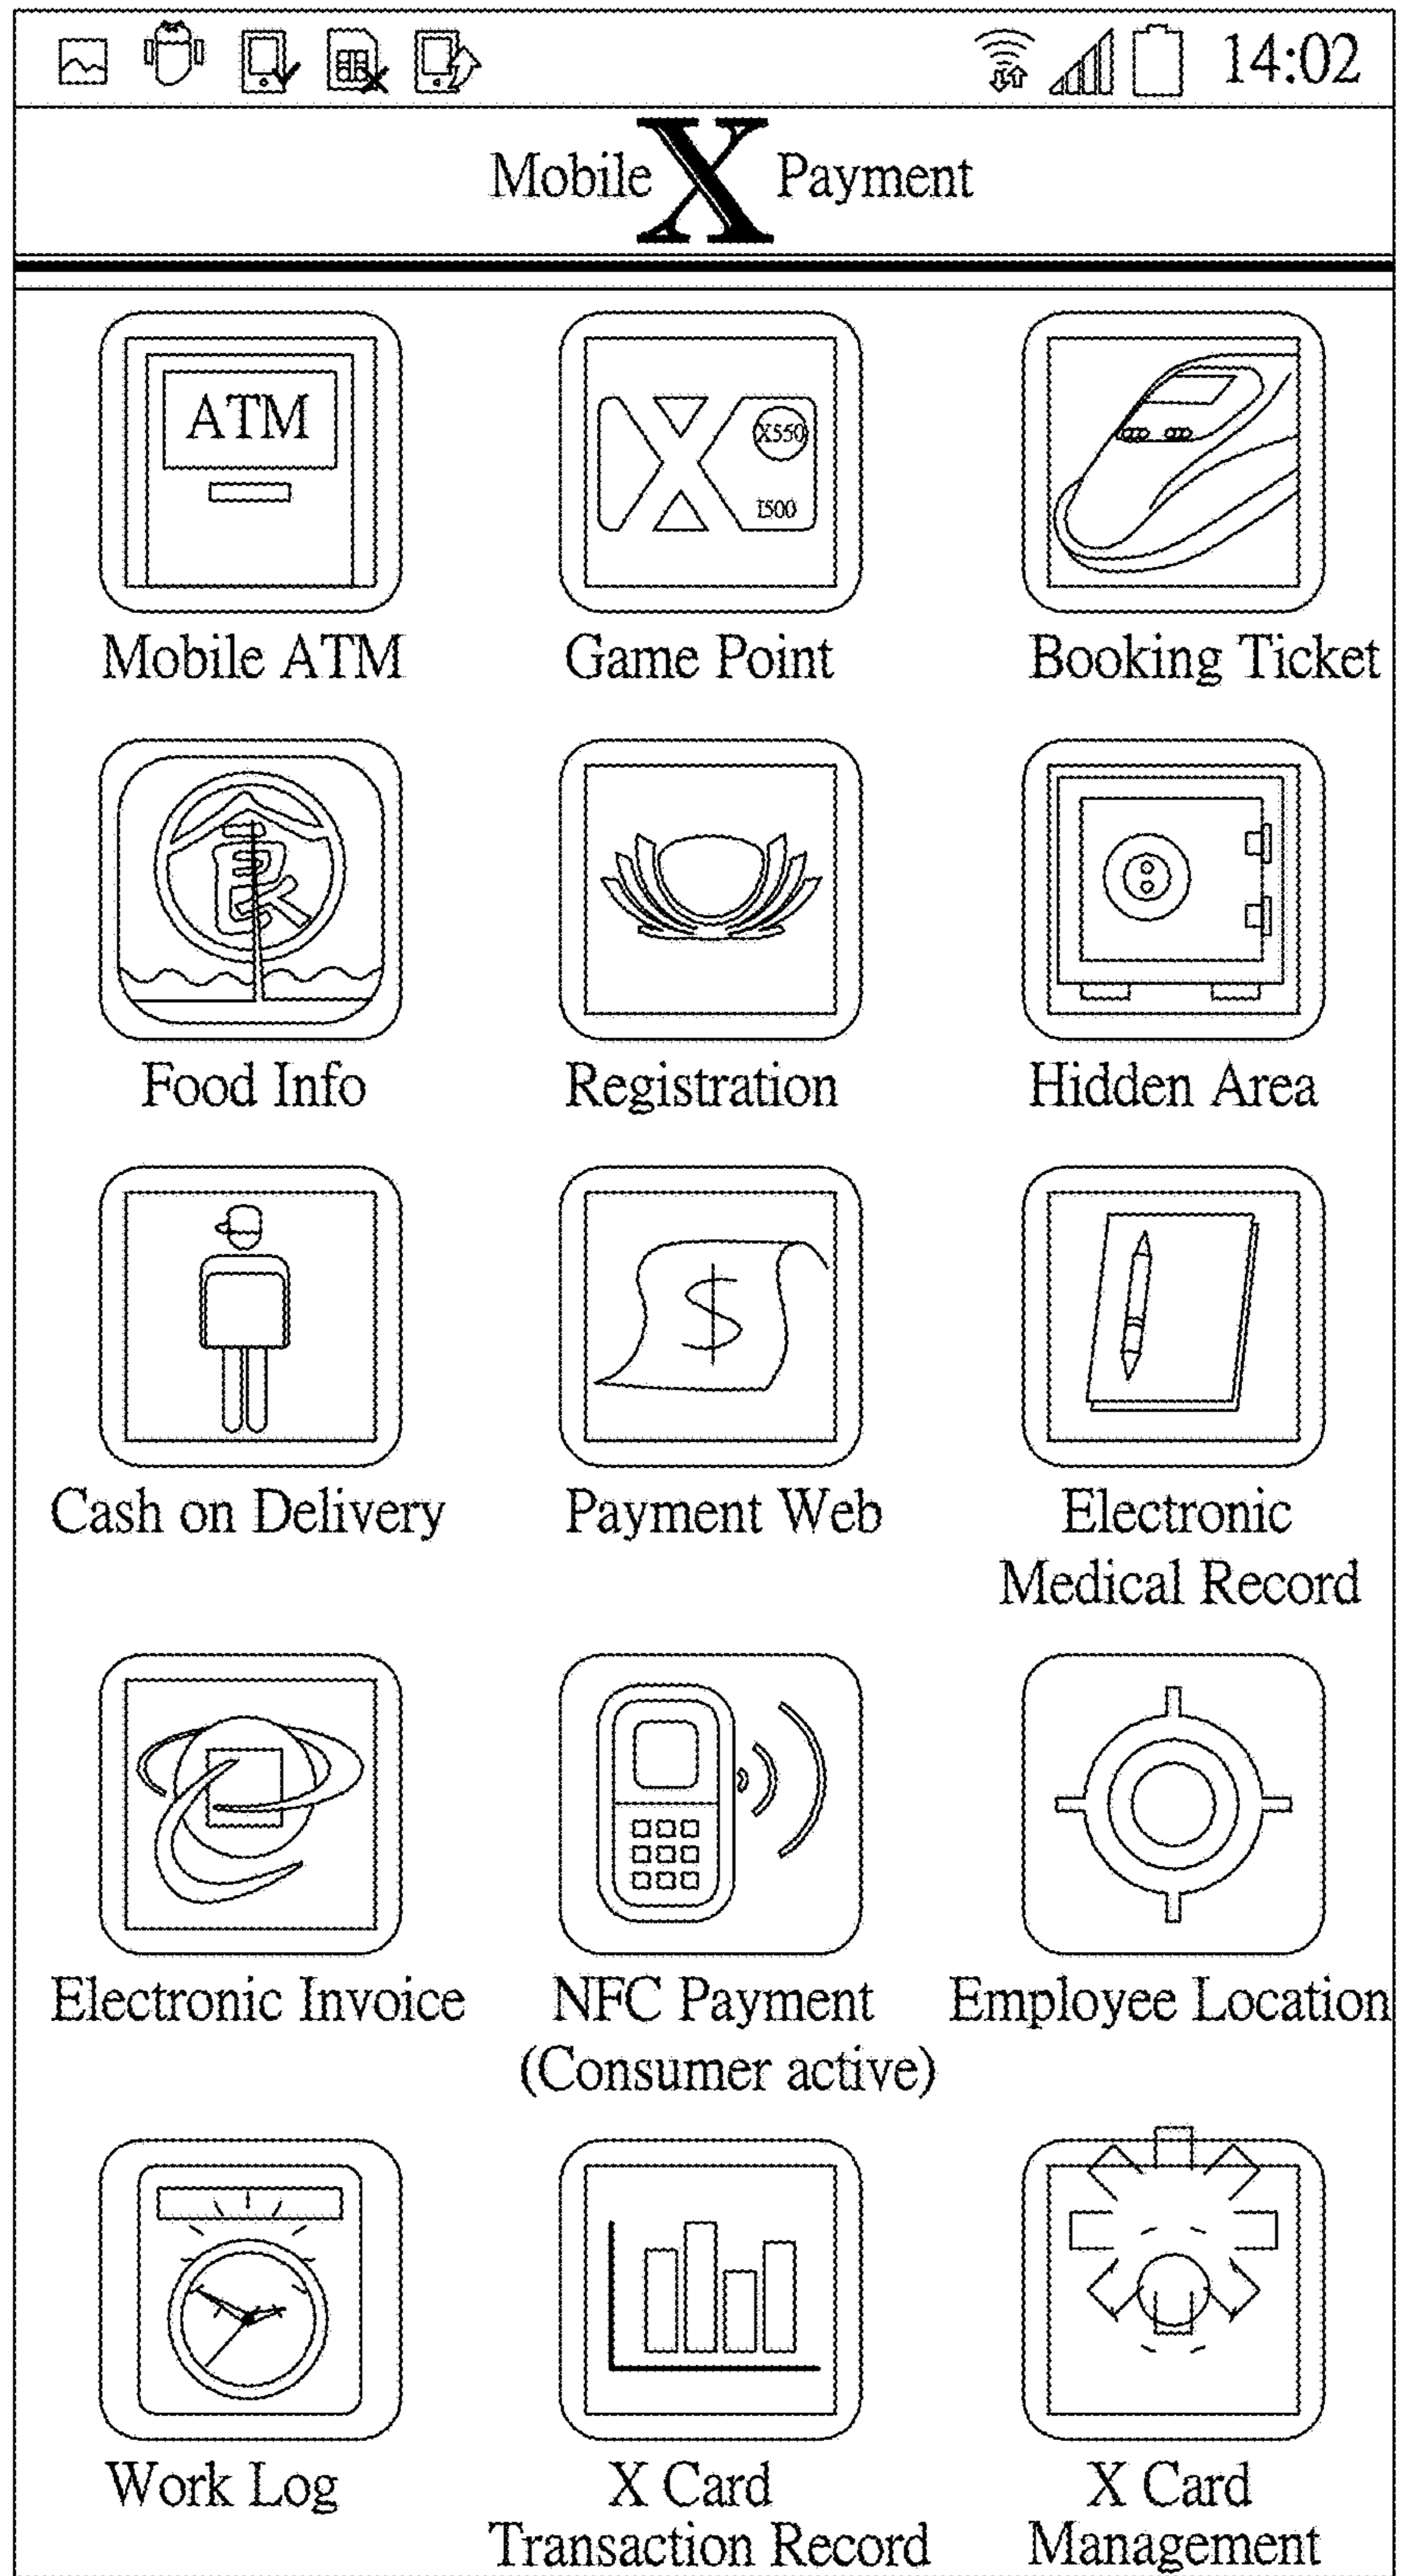 14:02
Mobile X Payment
ATM
X550
I500
Mobile ATM Game Point Booking Ticket
食
Food Info Registration Hidden Area
$
Cash on Delivery Payment Web Electronic
Medical Record
Electronic Invoice NFC Payment Employee Location
(Consumer active)
Work Log X Card X Card
Transaction Record Management